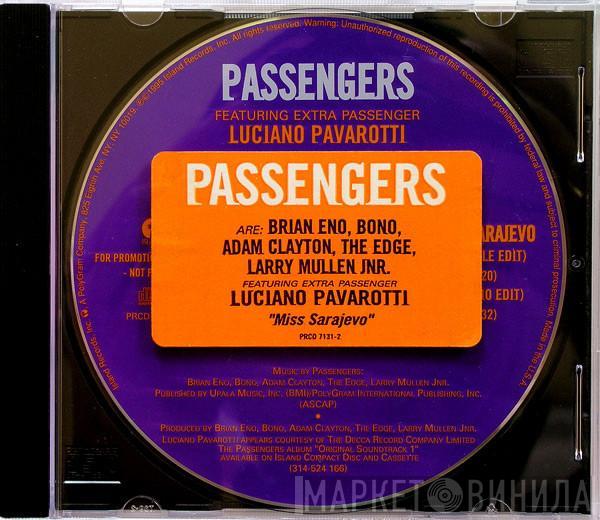 Island Records, Inc. A PolyGram Company, 825 Eighth Ave, NY, NY 10019. ℗©1995 Island Records, Inc. All rights reserved. Warning: Unauthorized reproduction of this recording is prohibited by federal law and subject to criminal prosecution. Made in the U.S.A.
PASSENGERS
FEATURING EXTRA PASSENGER
LUCIANO PAVAROTTI
PASSENGERS
ARE: BRIAN ENO, BONO,
ADAM CLAYTON, THE EDGE,
LARRY MULLEN JNR.
FEATURING EXTRA PASSENGER
LUCIANO PAVAROTTI
"Miss Sarajevo"
PRCD 7131-2
FOR PROMOTION
- NOT F
PRCD
ARAJEVO
LE EDIT)
20)
O EDIT)
32)
MUSIC BY PASSENGERS:
BRIAN ENO, BONO, ADAM CLAYTON, THE EDGE, LARRY MULLEN JNR.
PUBLISHED BY UPALA MUSIC, INC. (BMI)/POLYGRAM INTERNATIONAL PUBLISHING, INC.
(ASCAP)
PRODUCED BY BRIAN ENO, BONO, ADAM CLAYTON, THE EDGE, LARRY MULLEN JNR.
LUCIANO PAVAROTTI APPEARS COURTESY OF THE DECCA RECORD COMPANY LIMITED
THE PASSENGERS ALBUM "ORIGINAL SOUNDTRACK 1"
AVAILABLE ON ISLAND COMPACT DISC AND CASSETTE
(314-524 166)
МАРКЕТ ВИНИЛА